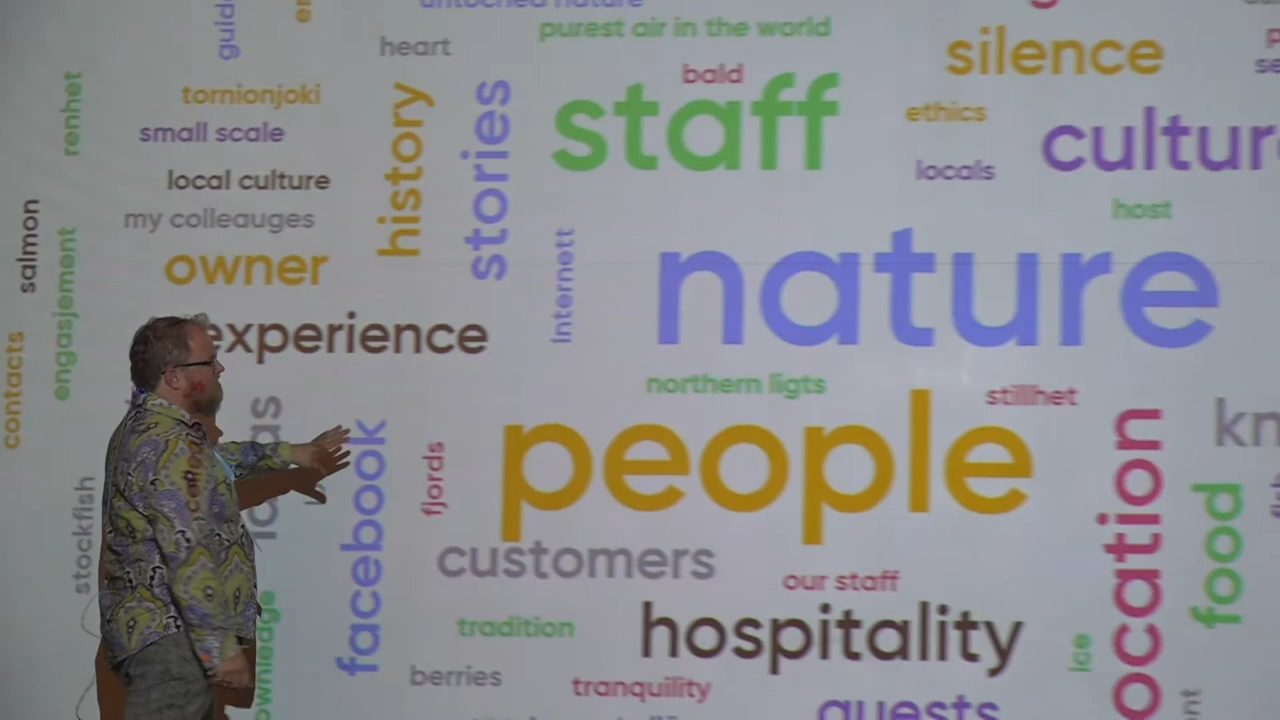 untoched nature
purest air in the world
heart
silence
bald
staff
tornionjoki
renhet
history
stories
ethics
small scale
locals
local culture
my colleauges
host
salmon
engasjement
owner
Internett
nature
experience
contacts
northern ligts
stillhet
people
facebook
fjords
stockfish
customers
our staff
food
tradition
hospitality
ice
berries
tranquility
guests